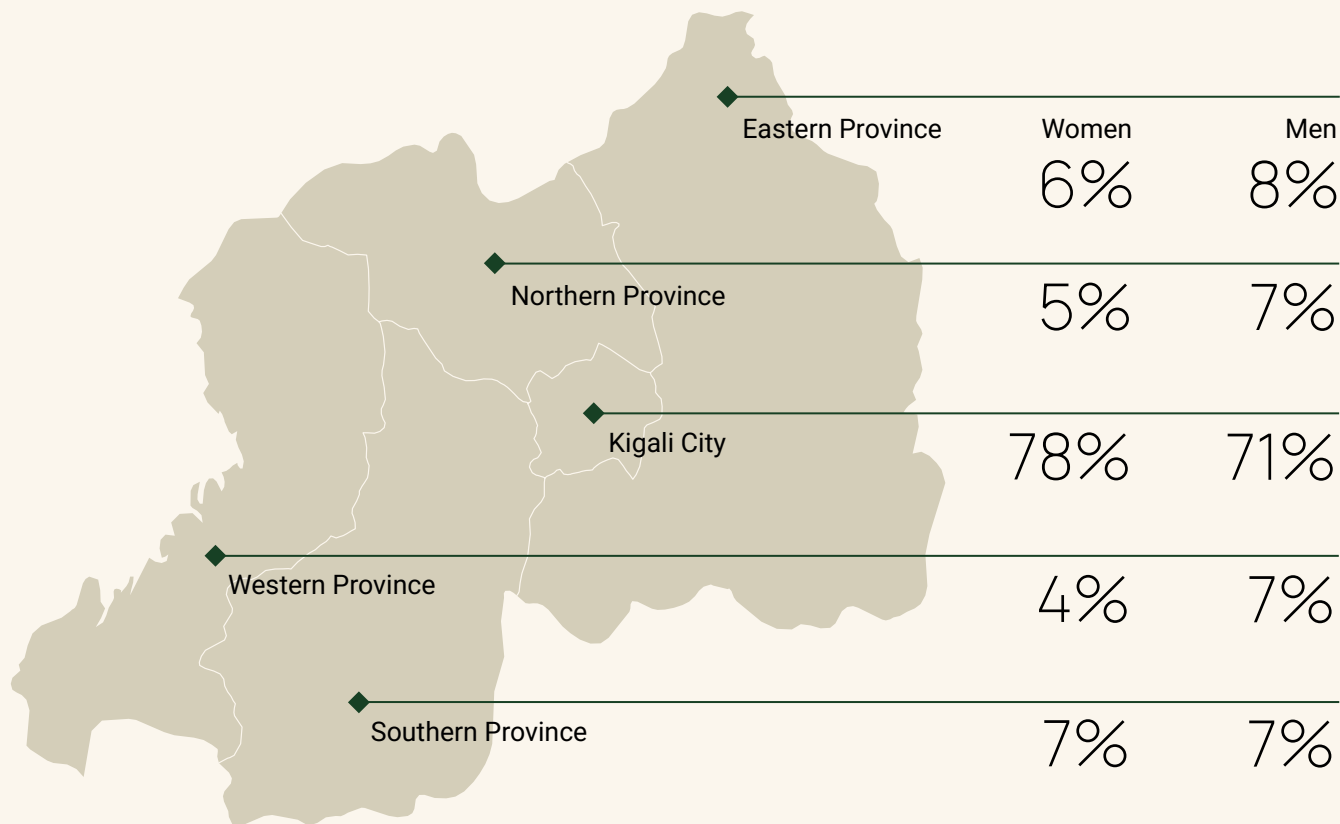 Eastern Province Women Men
6% 8%
Northern Province
5% 7%
Kigali City
78% 71%
Western Province
4% 7%
Southern Province
7% 7%